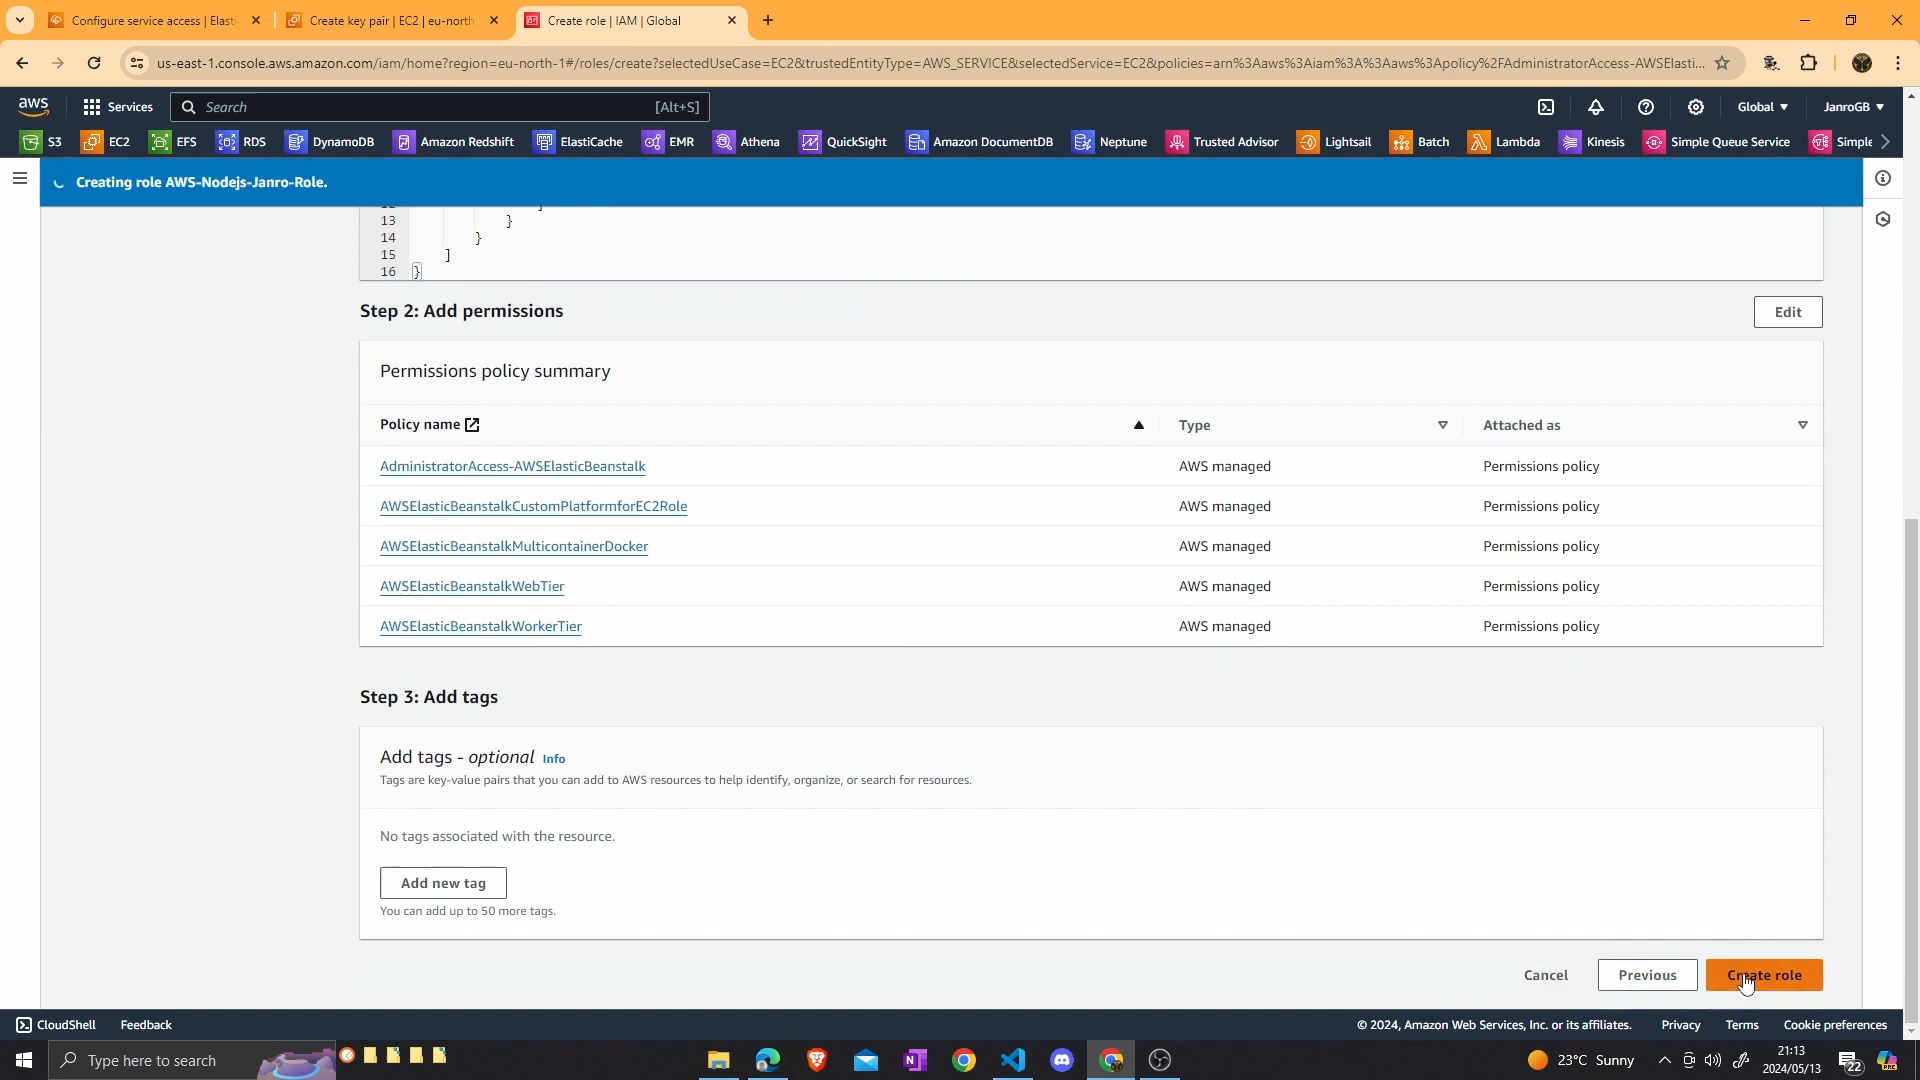 Configure service access | Elast
Create key pair | EC2 | eu-north-
Create role | IAM | Global
us-east-1.console.aws.amazon.com/iam/home?region=eu-north-1#/roles/create?selectedUseCase=EC2&trustedEntityType=AWS_SERVICE&selectedService=EC2&policies=arn%3Aaws%3Aiam%3A%3Aaws%3Apolicy%2FAdministratorAccess-AWSElasti...
aws
Services
Search
[Alt+S]
Global
JanroGB
S3
EC2
EFS
RDS
DynamoDB
Amazon Redshift
ElastiCache
EMR
Athena
QuickSight
Amazon DocumentDB
Neptune
Trusted Advisor
Lightsail
Batch
Lambda
Kinesis
Simple Queue Service
Simple
Creating role AWS-Nodejs-Janro-Role.
12 ]
13 }
14 }
15 ]
16 }
Step 2: Add permissions
Edit
Permissions policy summary
Policy name
Type
Attached as
AdministratorAccess-AWSElasticBeanstalk
AWS managed
Permissions policy
AWSElasticBeanstalkCustomPlatformforEC2Role
AWS managed
Permissions policy
AWSElasticBeanstalkMulticontainerDocker
AWS managed
Permissions policy
AWSElasticBeanstalkWebTier
AWS managed
Permissions policy
AWSElasticBeanstalkWorkerTier
AWS managed
Permissions policy
Step 3: Add tags
Add tags - optional Info
Tags are key-value pairs that you can add to AWS resources to help identify, organize, or search for resources.
No tags associated with the resource.
Add new tag
You can add up to 50 more tags.
Cancel
Previous
Create role
CloudShell
Feedback
© 2024, Amazon Web Services, Inc. or its affiliates.
Privacy
Terms
Cookie preferences
Type here to search
23°C Sunny
21:13
2024/05/13
22